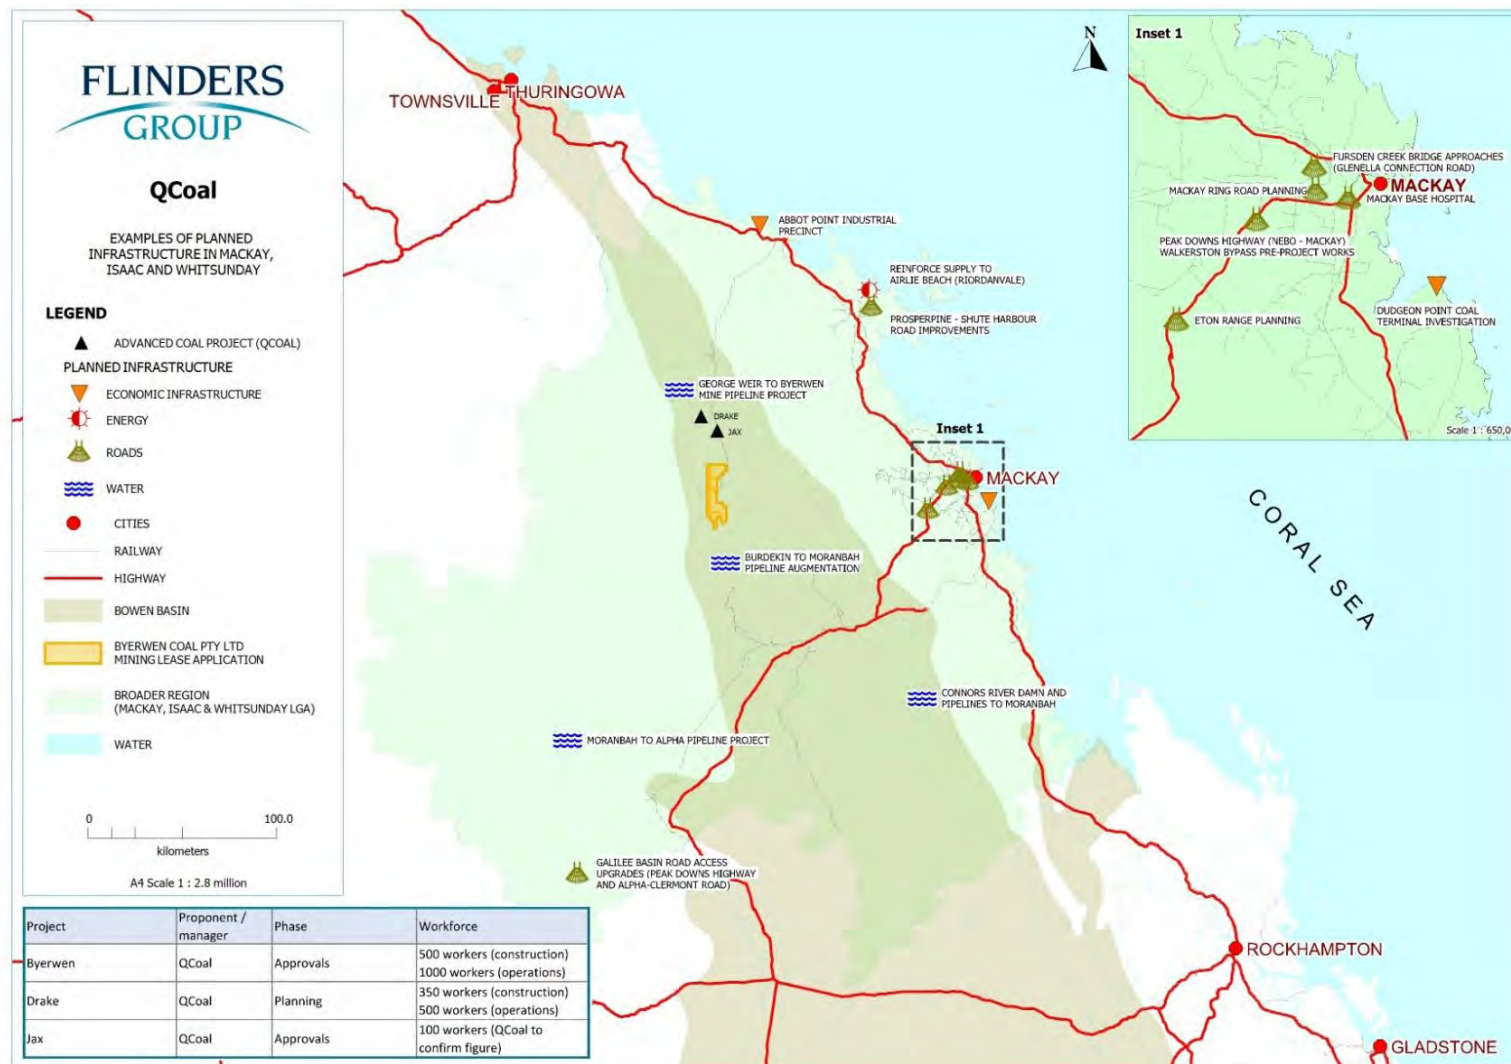 FLINDERS
GROUP
QCoal
EXAMPLES OF PLANNED
INFRASTRUCTURE IN MACKAY,
ISAAC AND WHITSUNDAY
LEGEND
ADVANCED COAL PROJECT (QCOAL)
PLANNED INFRASTRUCTURE
ECONOMIC INFRASTRUCTURE
ENERGY
ROADS
WATER
CITIES
RAILWAY
HIGHWAY
BOWEN BASIN
BYERWEN COAL PTY LTD
MINING LEASE APPLICATION
BROADER REGION
(MACKAY, ISAAC & WHITSUNDAY LGA)
WATER
0 100.0
kilometers
A4 Scale 1 : 2.8 million
TOWNSVILLE
THURINGOWA
ABBOT POINT INDUSTRIAL
PRECINCT
REINFORCE SUPPLY TO
AIRLIE BEACH (RIORDANVALE)
PROSPERPINE - SHUTE HARBOUR
ROAD IMPROVEMENTS
GEORGE WEIR TO BYERWEN
MINE PIPELINE PROJECT
DRAKE
JAX
Inset 1
MACKAY
BURDEKIN TO MORANBAH
PIPELINE AUGMENTATION
CONNORS RIVER DAMN AND
PIPELINES TO MORANBAH
MORANBAH TO ALPHA PIPELINE PROJECT
GALILEE BASIN ROAD ACCESS
UPGRADES (PEAK DOWNS HIGHWAY
AND ALPHA-CLERMONT ROAD)
ROCKHAMPTON
GLADSTONE
CORAL SEA
N
Inset 1
FURSDEN CREEK BRIDGE APPROACHES
(GLENELLA CONNECTION ROAD)
MACKAY RING ROAD PLANNING
MACKAY
MACKAY BASE HOSPITAL
PEAK DOWNS HIGHWAY (NEBO - MACKAY)
WALKERSTON BYPASS PRE-PROJECT WORKS
ETON RANGE PLANNING
DUDGEON POINT COAL
TERMINAL INVESTIGATION
Scale 1 : 650,0
Project Proponent / manager Phase Workforce
Byerwen QCoal Approvals 500 workers (construction)
1000 workers (operations)
Drake QCoal Planning 350 workers (construction)
500 workers (operations)
Jax QCoal Approvals 100 workers (QCoal to
confirm figure)